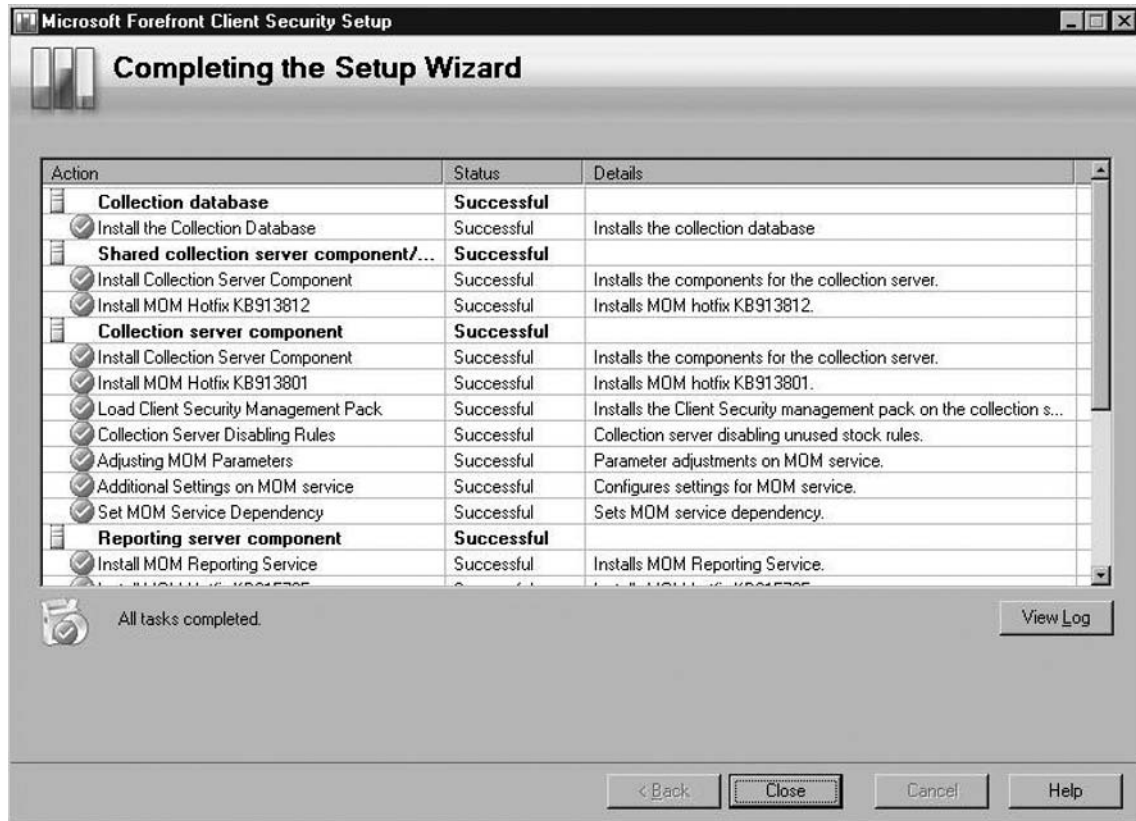 Microsoft Forefront Client Security Setup
Completing the Setup Wizard
Action Status Details
Collection database Successful
Install the Collection Database Successful Installs the collection database
Shared collection server component/... Successful
Install Collection Server Component Successful Installs the components for the collection server.
Install MOM Hotfix KB913812 Successful Installs MOM hotfix KB913812.
Collection server component Successful
Install Collection Server Component Successful Installs the components for the collection server.
Install MOM Hotfix KB913801 Successful Installs MOM hotfix KB913801.
Load Client Security Management Pack Successful Installs the Client Security management pack on the collection s...
Collection Server Disabling Rules Successful Collection server disabling unused stock rules.
Adjusting MOM Parameters Successful Parameter adjustments on MOM service.
Additional Settings on MOM service Successful Configures settings for MOM service.
Set MOM Service Dependency Successful Sets MOM service dependency.
Reporting server component Successful
Install MOM Reporting Service Successful Installs MOM Reporting Service.
All tasks completed. View Log
< Back Close Cancel Help